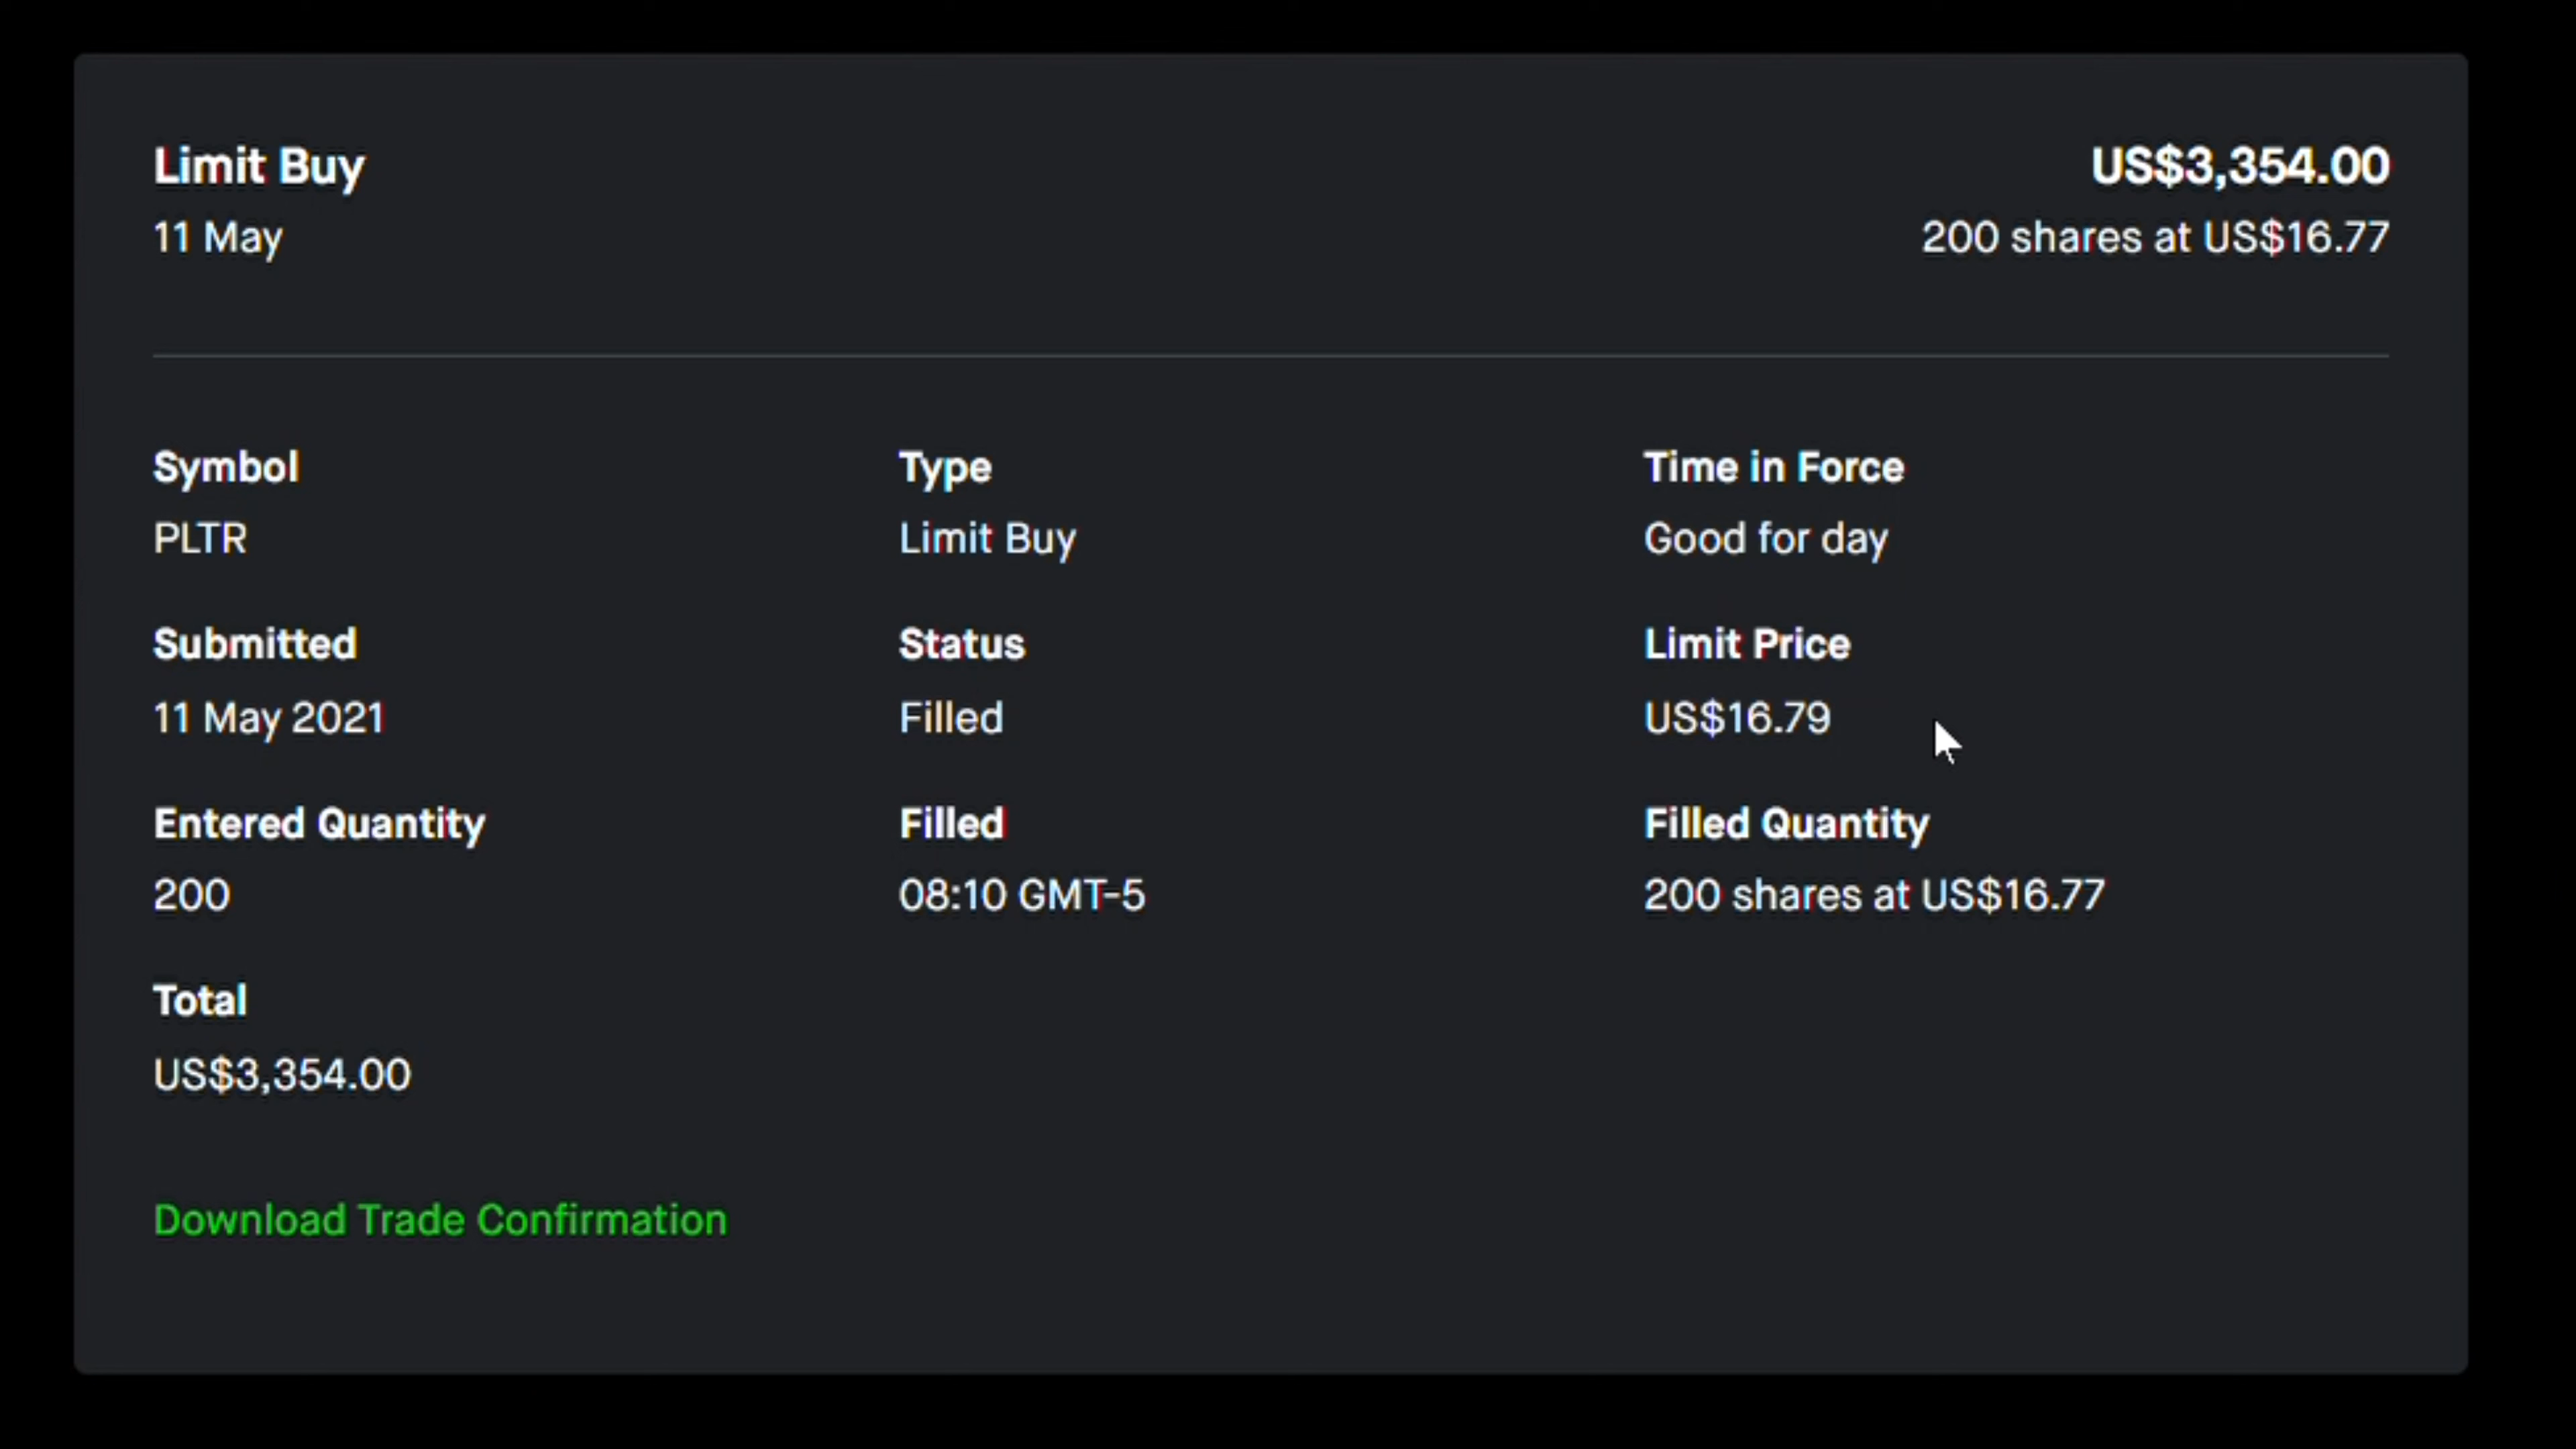 Limit Buy
US$3,354.00
11 May
200 shares at US$16.77
Symbol
Type
Time in Force
PLTR
Limit Buy
Good for day
Submitted
Status
Limit Price
11 May 2021
Filled
US$16.79
Entered Quantity
Filled
Filled Quantity
200
08:10 GMT-5
200 shares at US$16.77
Total
US$3,354.00
Download Trade Confirmation